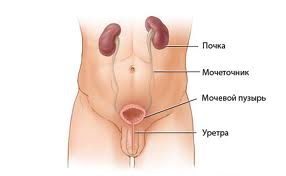 Почка
Мочеточник
Мочевой пузырь
Уретра